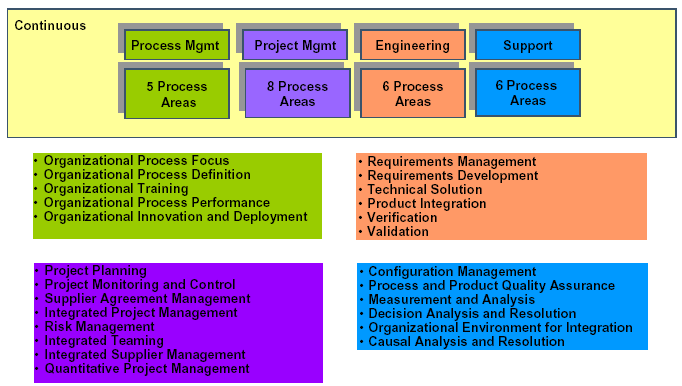 Continuous
Process Mgmt
Project Mgmt
Engineering
Support
5 Process
Areas
8 Process
Areas
6 Process
Areas
6 Process
Areas
• Organizational Process Focus
• Organizational Process Definition
• Organizational Training
• Organizational Process Performance
• Organizational Innovation and Deployment
• Requirements Management
• Requirements Development
• Technical Solution
• Product Integration
• Verification
• Validation
• Project Planning
• Project Monitoring and Control
• Supplier Agreement Management
• Integrated Project Management
• Risk Management
• Integrated Teaming
• Integrated Supplier Management
• Quantitative Project Management
• Configuration Management
• Process and Product Quality Assurance
• Measurement and Analysis
• Decision Analysis and Resolution
• Organizational Environment for Integration
• Causal Analysis and Resolution